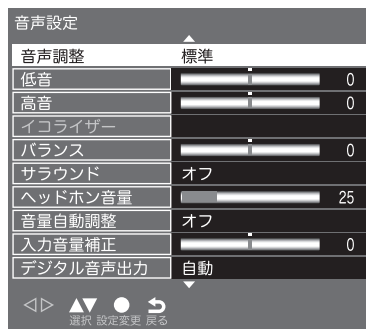 音声設定
音声調整 標準
低音 0
高音 0
イコライザー
バランス 0
サラウンド オフ
ヘッドホン音量 25
音量自動調整 オフ
入力音量補正 0
デジタル音声出力 自動
選択 設定変更 戻る